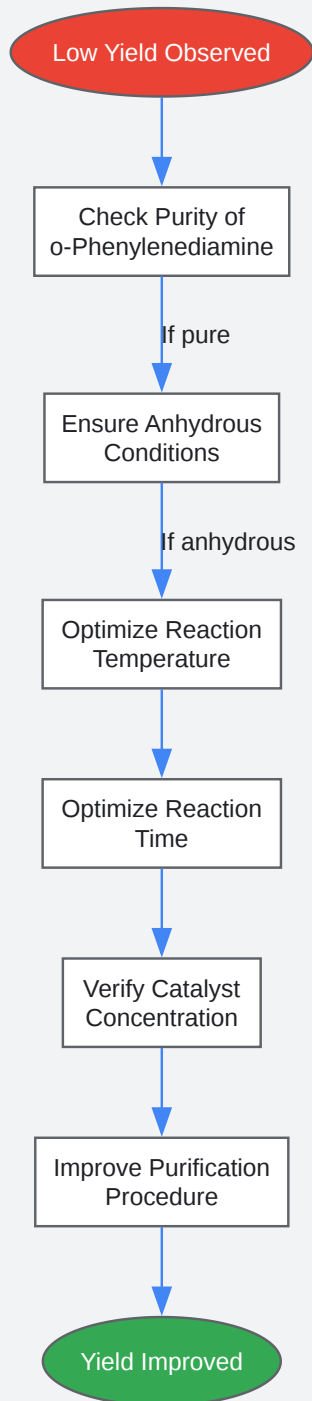 Low Yield Observed
Check Purity of
o-Phenylenediamine
If pure
Ensure Anhydrous
Conditions
If anhydrous
Optimize Reaction
Temperature
Optimize Reaction
Time
Verify Catalyst
Concentration
Improve Purification
Procedure
Yield Improved